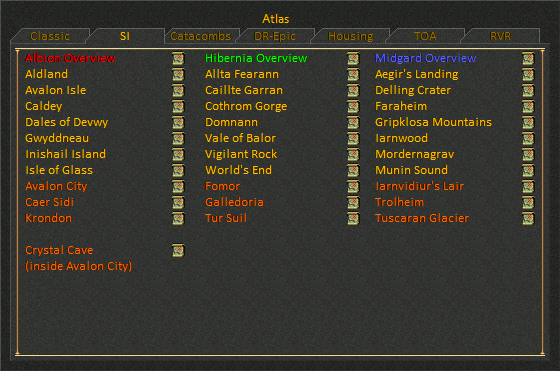 Atlas
Classic SI Catacombs DR-Epic Housing TOA RVR
Albion Overview Hibernia Overview Midgard Overview
Aldland Allta Fearann Aegir's Landing
Avalon Isle Caillte Garran Delling Crater
Caldey Cothrom Gorge Faraheim
Dales of Devwy Domnann Gripklosa Mountains
Gwyddneau Vale of Balor Iarnwood
Inishail Island Vigilant Rock Mordernagrav
Isle of Glass World's End Munin Sound
Avalon City Fomor Iarnvidiur's Lair
Caer Sidi Galledoria Trolheim
Krondon Tur Suil Tuscaran Glacier
Crystal Cave
(inside Avalon City)